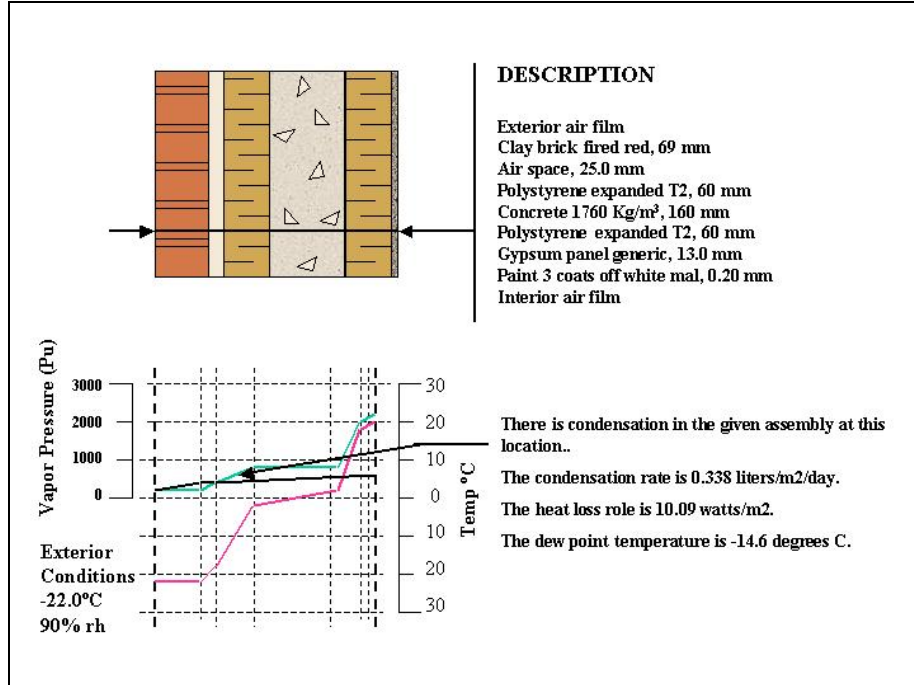 DESCRIPTION
Exterior air film
Clay brick fired red, 69 mm
Air space, 25.0 mm
Polystyrene expanded T2, 60 mm
Concrete 1760 Kg/m³, 160 mm
Polystyrene expanded T2, 60 mm
Gypsum panel generic, 13.0 mm
Paint 3 coats off white mal, 0.20 mm
Interior air film
Vapor Pressure (Pu)
3000
2000
1000
0
30
20
10
0
10
20
30
Temp °C
Exterior
Conditions
-22.0°C
90% rh
There is condensation in the given assembly at this
location..
The condensation rate is 0.338 liters/m2/day.
The heat loss role is 10.09 watts/m2.
The dew point temperature is -14.6 degrees C.